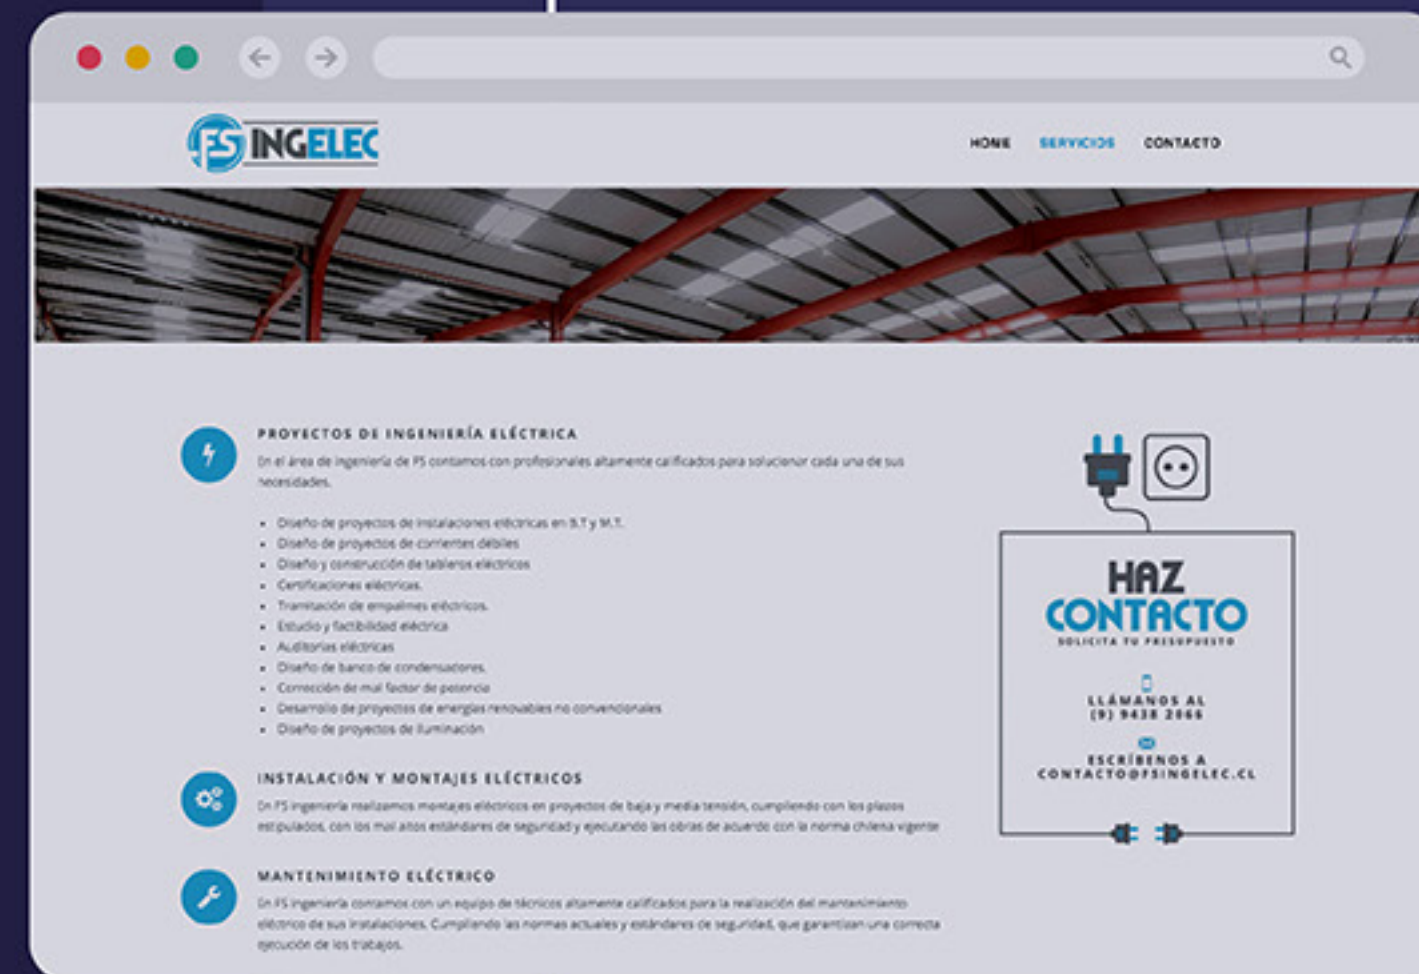 FS INGELEC
HOME SERVICIOS CONTACTO
PROYECTOS DE INGENIERÍA ELÉCTRICA
En el área de ingeniería de FS contamos con profesionales altamente calificados para solucionar cada una de sus
necesidades.
• Diseño de proyectos de instalaciones eléctricas en B.T y M.T.
• Diseño de proyectos de corrientes débiles
• Diseño y construcción de tableros eléctricos
• Certificaciones eléctricas.
• Tramitación de empalmes eléctricos.
• Estudio y factibilidad eléctrica
• Auditorias eléctricas
• Diseño de banco de condensadores.
• Corrección de mal factor de potencia
• Desarrollo de proyectos de energías renovables no convencionales
• Diseño de proyectos de iluminación
INSTALACIÓN Y MONTAJES ELÉCTRICOS
En FS ingeniería realizamos montajes eléctricos en proyectos de baja y media tensión, cumpliendo con los plazos
estipulados, con los mal altos estándares de seguridad y ejecutando las obras de acuerdo con la norma chilena vigente
MANTENIMIENTO ELÉCTRICO
En FS ingeniería contamos con un equipo de técnicos altamente calificados para la realización del mantenimiento
eléctrico de sus instalaciones. Cumpliendo las normas actuales y estándares de seguridad, que garantizan una correcta
ejecución de los trabajos.
HAZ
CONTACTO
SOLICITA TU PRESUPUESTO
LLÁMANOS AL
(9) 9438 2066
ESCRÍBENOS A
CONTACTO@FSINGELEC.CL